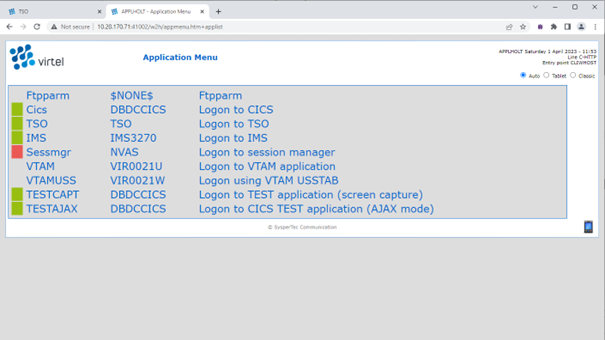 TSO
APPLHOLT - Application Menu
Not secure | 10.20.170.71:41002/w2h/appmenu.htm+applist
virtel
Application Menu
APPLHOLT Saturday 1 April 2023 - 11:53
Line C-HTTP
Entry point CLIWHOST
Auto Tablet Classic
Ftpparm $NONE$ Ftpparm
Cics DBDCCICS Logon to CICS
TSO TSO Logon to TSO
IMS IMS3270 Logon to IMS
Sessmgr NVAS Logon to session manager
VTAM VIR0021U Logon to VTAM application
VTAMUSS VIR0021W Logon using VTAM USSTAB
TESTCAPT DBDCCICS Logon to TEST application (screen capture)
TESTAJAX DBDCCICS Logon to CICS TEST application (AJAX mode)
© SysperTec Communication